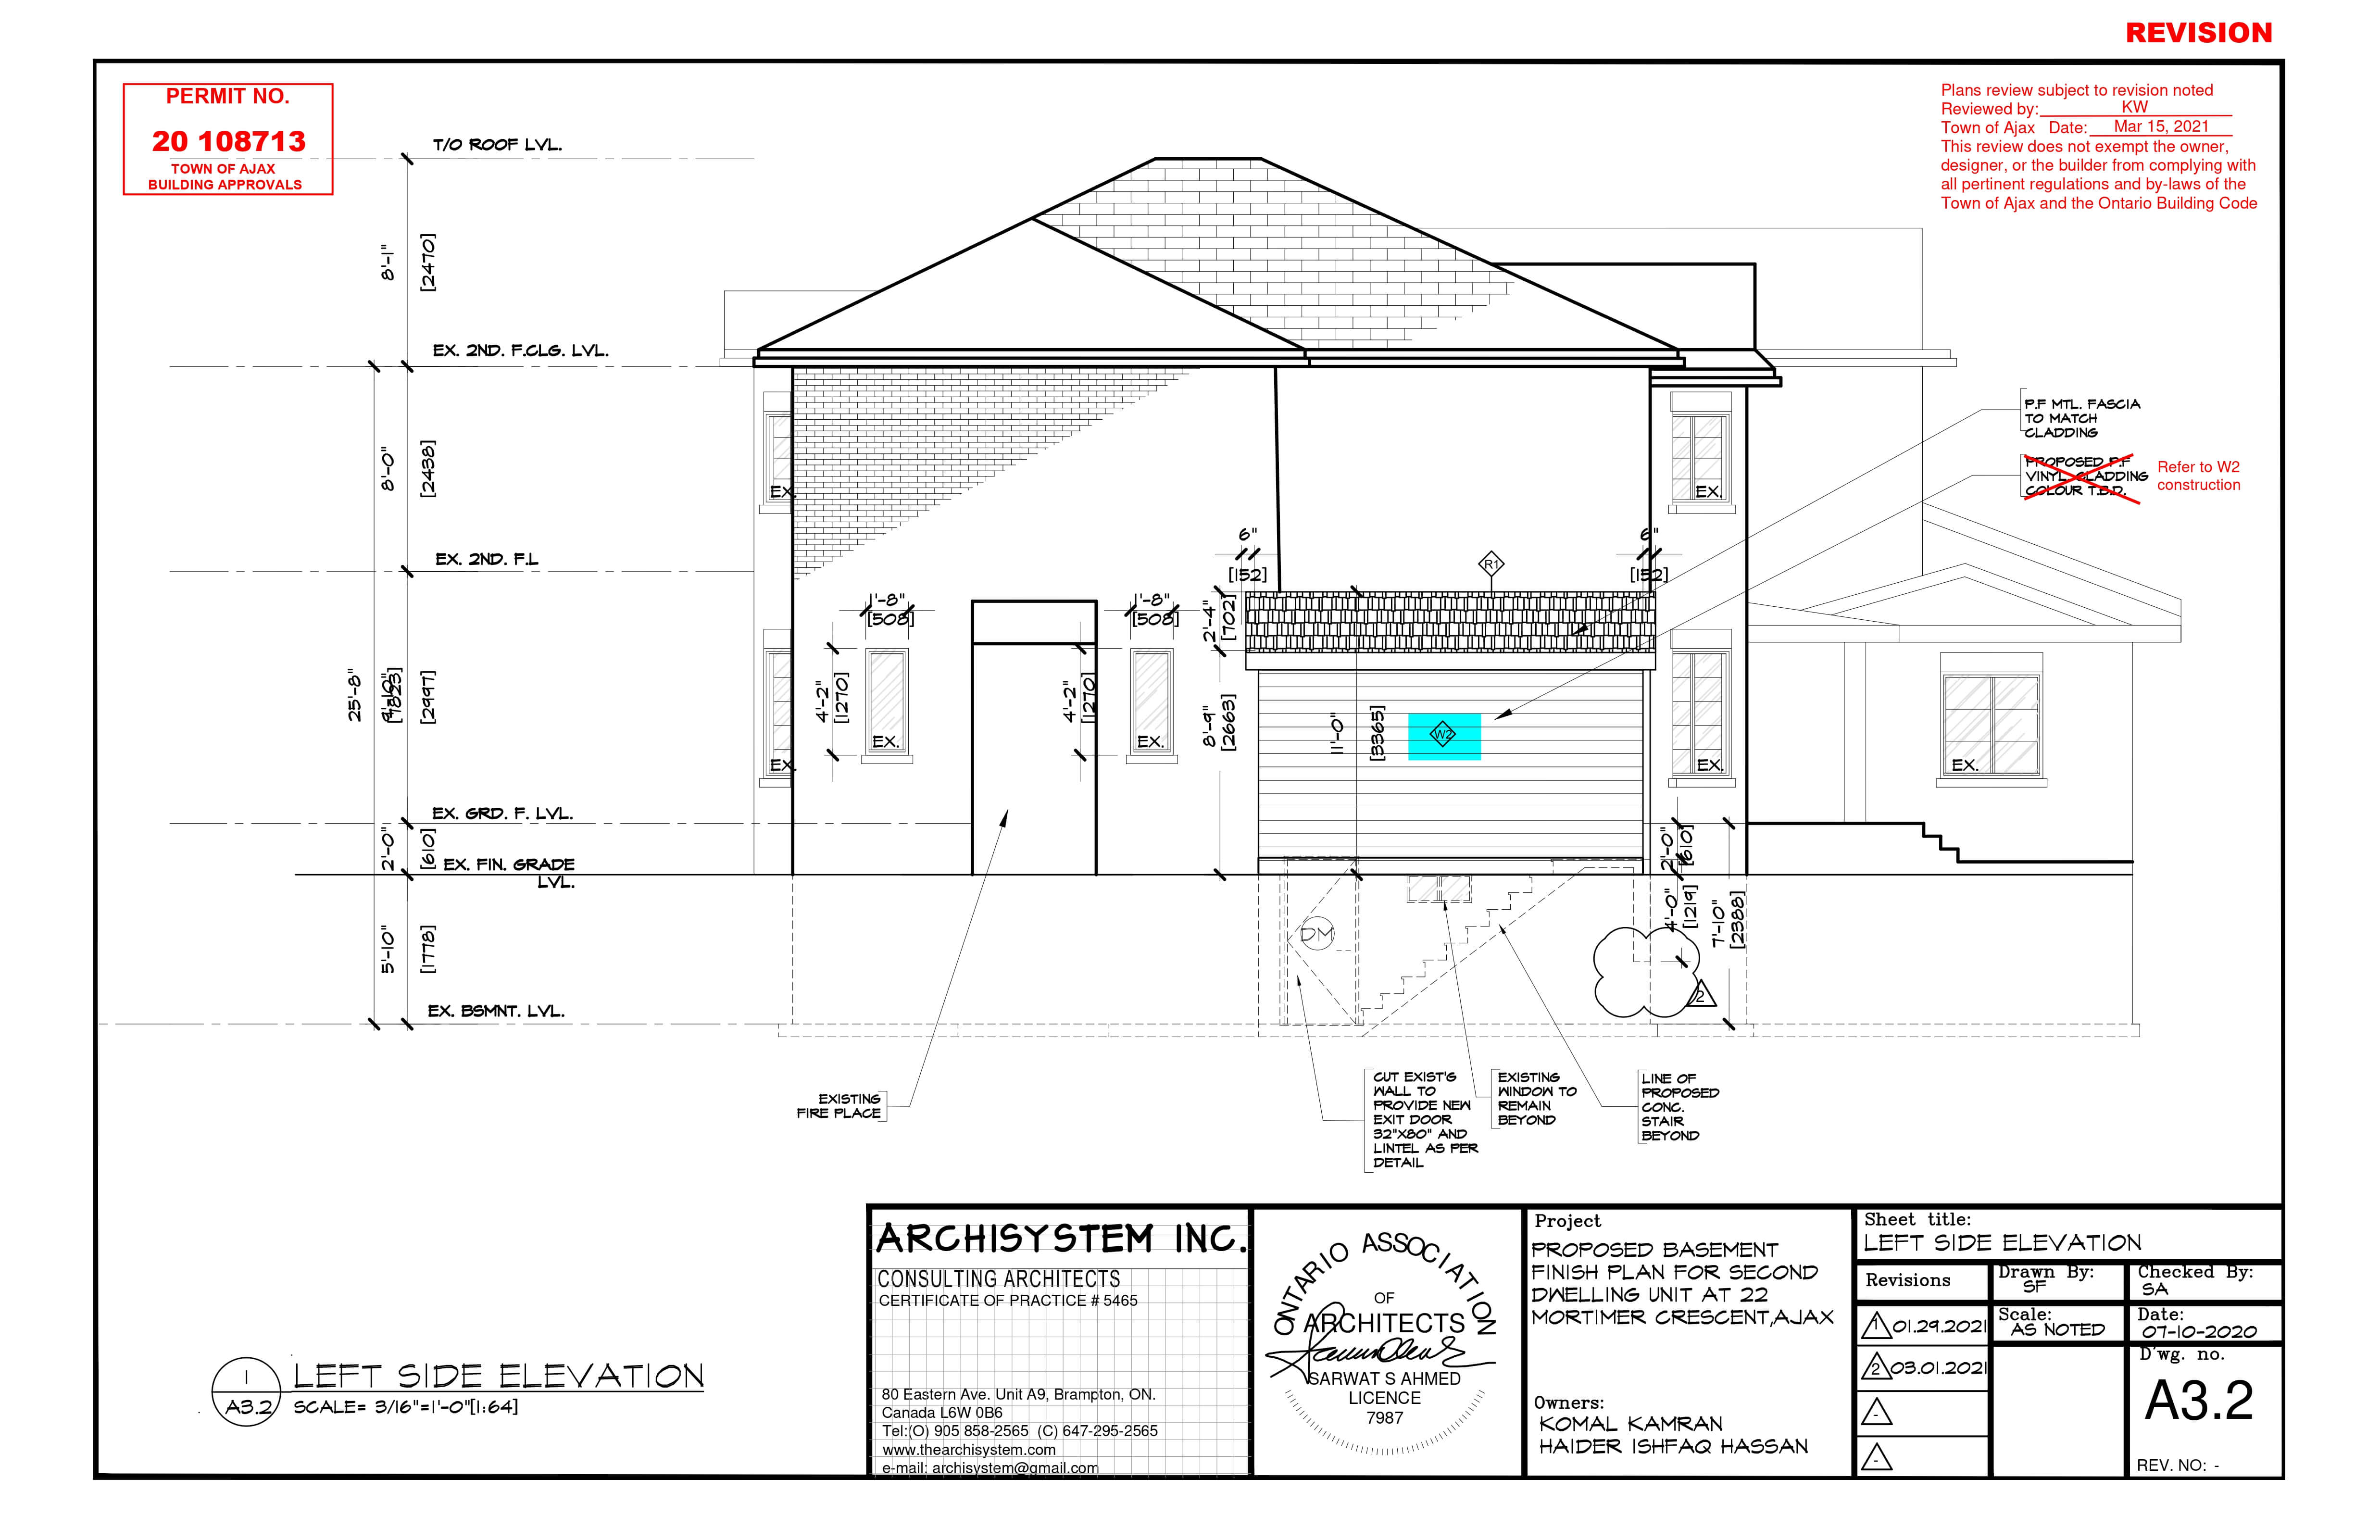 REVISION
PERMIT NO.
20 108713
TOWN OF AJAX
BUILDING APPROVALS
Plans review subject to revision noted
Reviewed by: KW
Town of Ajax Date: Mar 15, 2021
This review does not exempt the owner,
designer, or the builder from complying with
all pertinent regulations and by-laws of the
Town of Ajax and the Ontario Building Code
T/O ROOF LVL.
8'-1"
[2470]
EX. 2ND. F.CLG. LVL.
8'-0"
[2438]
EX. 2ND. F.L
25'-8"
[7823]
9'-10"
[2997]
EX. GRD. F. LVL.
2'-0"
[610]
EX. FIN. GRADE
LVL.
5'-10"
[1778]
EX. BSMNT. LVL.
EX.
EX.
1'-8"
[508]
4'-2"
[1270]
EX.
1'-8"
[508]
4'-2"
[1270]
EX.
6"
[152]
6"
[152]
R1
2'-4"
[702]
8'-9"
[2663]
11'-0"
[3365]
W2
EX.
EX.
EX.
2'-0"
[610]
4'-0"
[1219]
7'-10"
[2388]
DM
2
P.F MTL. FASCIA
TO MATCH
CLADDING
PROPOSED P.F
VINYL CLADDING
COLOUR T.B.D.
Refer to W2
construction
EXISTING
FIRE PLACE
CUT EXIST'G
WALL TO
PROVIDE NEW
EXIT DOOR
32"X80" AND
LINTEL AS PER
DETAIL
EXISTING
WINDOW TO
REMAIN
BEYOND
LINE OF
PROPOSED
CONC.
STAIR
BEYOND
1
A3.2
LEFT SIDE ELEVATION
SCALE= 3/16"=1'-0"[1:64]
ARCHISYSTEM INC.
CONSULTING ARCHITECTS
CERTIFICATE OF PRACTICE # 5465
80 Eastern Ave. Unit A9, Brampton, ON.
Canada L6W 0B6
Tel:(O) 905 858-2565 (C) 647-295-2565
www.thearchisystem.com
e-mail: archisystem@gmail.com
ONTARIO ASSOCIATION
OF
ARCHITECTS
SARWAT S AHMED
LICENCE
7987
Project
PROPOSED BASEMENT
FINISH PLAN FOR SECOND
DWELLING UNIT AT 22
MORTIMER CRESCENT,AJAX
Owners:
KOMAL KAMRAN
HAIDER ISHFAQ HASSAN
Sheet title:
LEFT SIDE ELEVATION
Revisions
1 01.29.2021
2 03.01.2021
-
-
Drawn By:
SF
Checked By:
SA
Scale:
AS NOTED
Date:
07-10-2020
D'wg. no.
A3.2
REV. NO: -